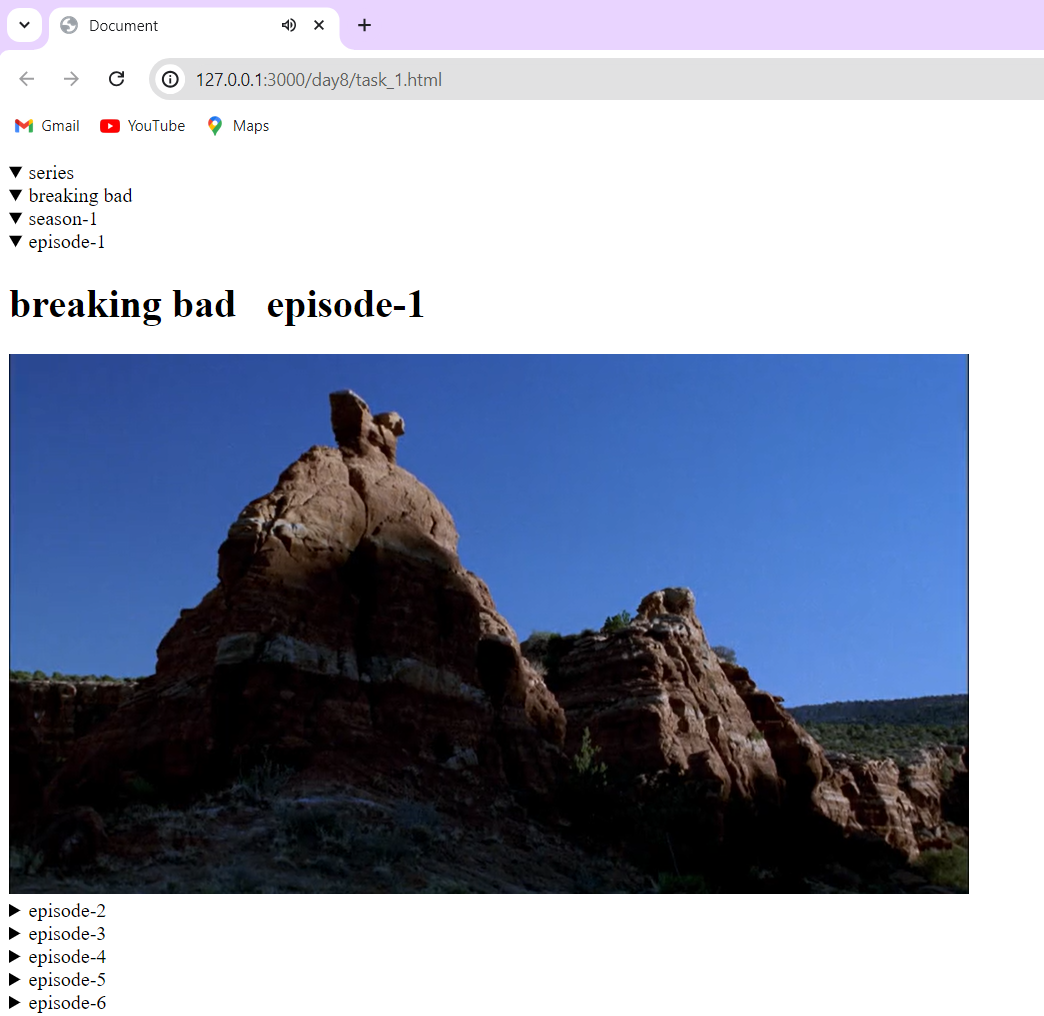 Document
127.0.0.1:3000/day8/task_1.html
Gmail YouTube Maps
series
breaking bad
season-1
episode-1
breaking bad episode-1
episode-2
episode-3
episode-4
episode-5
episode-6